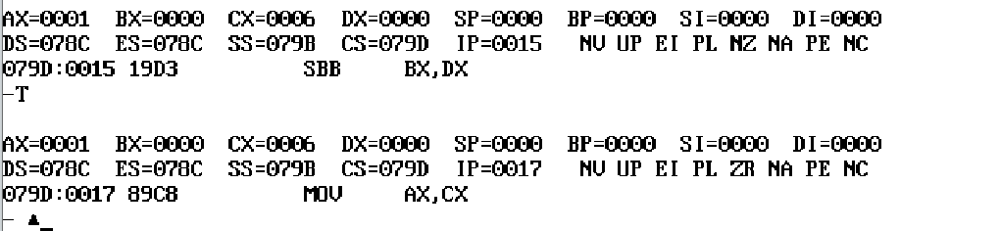 AX=0001  BX=0000  CX=0006  DX=0000  SP=0000  BP=0000  SI=0000  DI=0000
DS=078C  ES=078C  SS=079B  CS=079D  IP=0015   NV UP EI PL NZ NA PE NC
079D:0015 19D3          SBB     BX,DX
-T
AX=0001  BX=0000  CX=0006  DX=0000  SP=0000  BP=0000  SI=0000  DI=0000
DS=078C  ES=078C  SS=079B  CS=079D  IP=0017   NV UP EI PL ZR NA PE NC
079D:0017 89C8          MOV     AX,CX
- ▲_